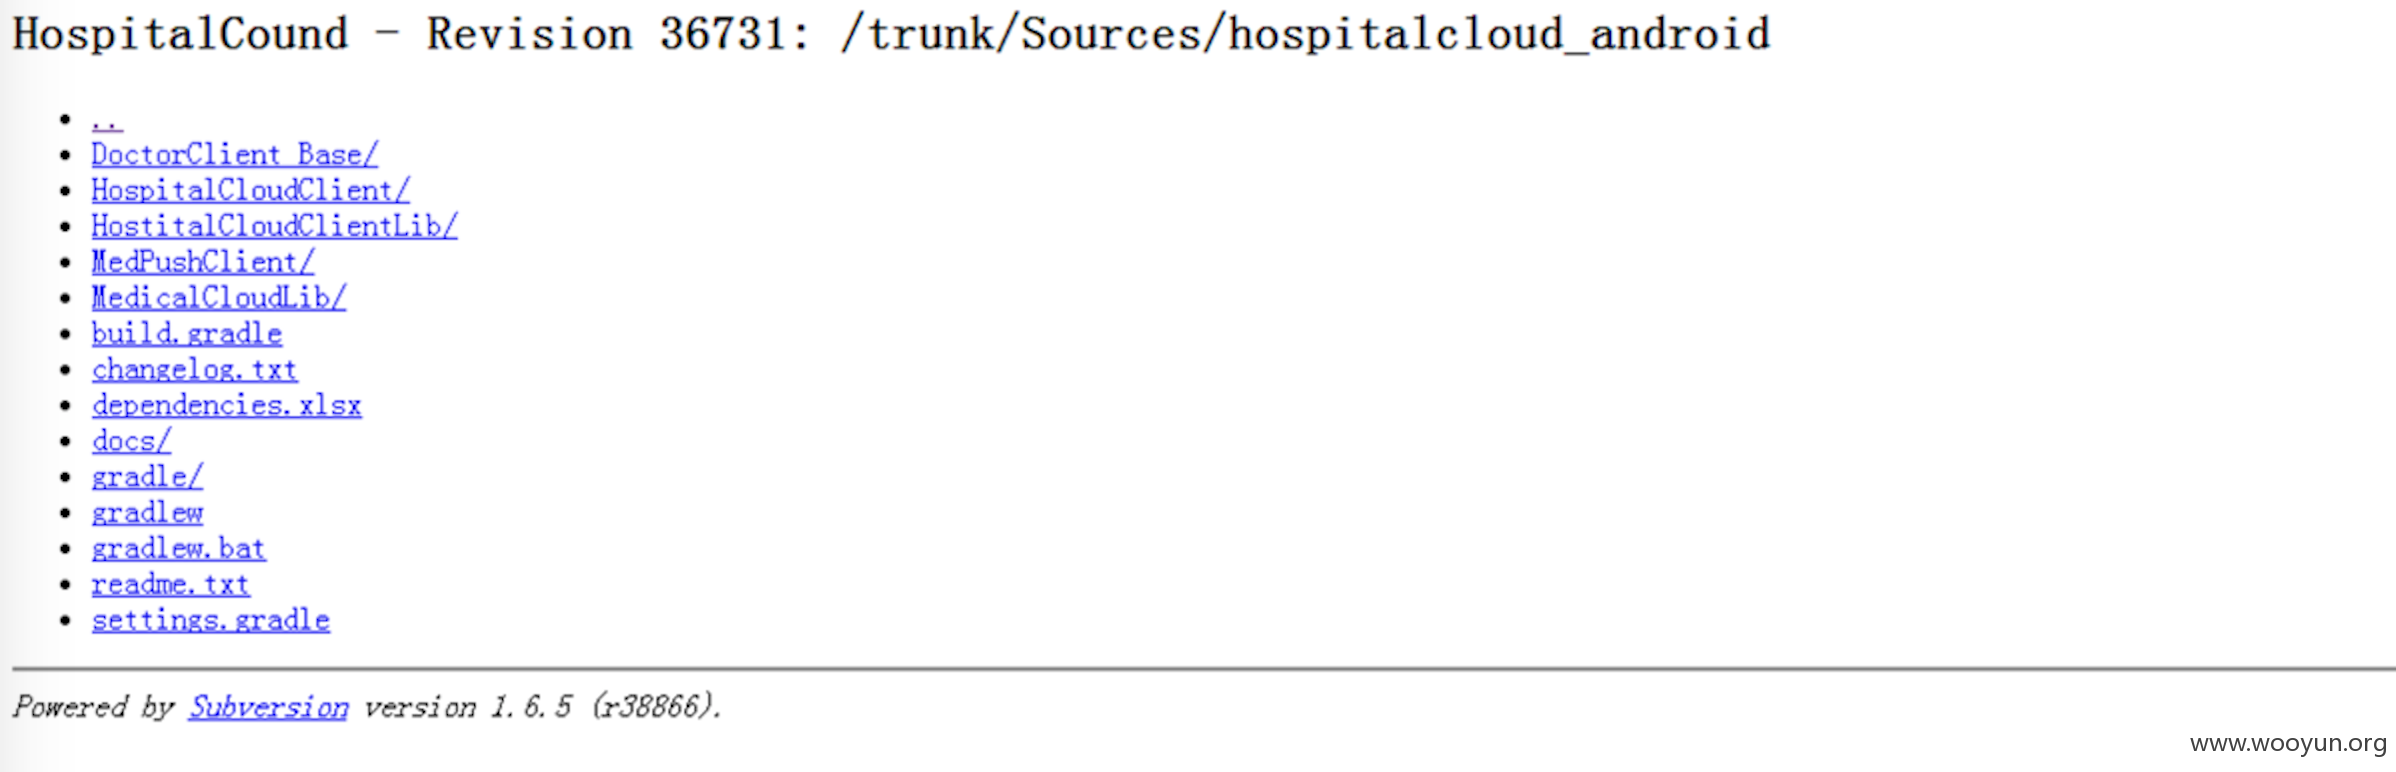 HospitalCound - Revision 36731: /trunk/Sources/hospitalcloud_android
..
DoctorClient Base/
HospitalCloudClient/
HostitalCloudClientLib/
MedPushClient/
MedicalCloudLib/
build.gradle
changelog.txt
dependencies.xlsx
docs/
gradle/
gradlew
gradlew.bat
readme.txt
settings.gradle
Powered by Subversion version 1.6.5 (r38866).
www.wooyun.org